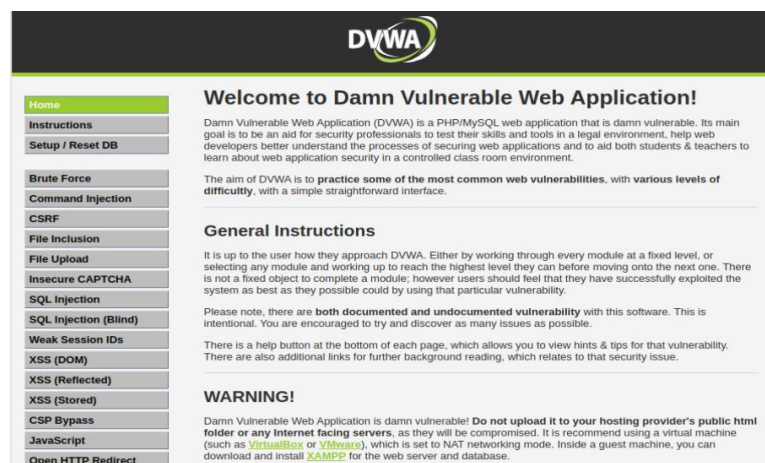 DVWA
Home
Instructions
Setup / Reset DB
Brute Force
Command Injection
CSRF
File Inclusion
File Upload
Insecure CAPTCHA
SQL Injection
SQL Injection (Blind)
Weak Session IDs
XSS (DOM)
XSS (Reflected)
XSS (Stored)
CSP Bypass
JavaScript
Open HTTP Redirect
Welcome to Damn Vulnerable Web Application!
Damn Vulnerable Web Application (DVWA) is a PHP/MySQL web application that is damn vulnerable. Its main
goal is to be an aid for security professionals to test their skills and tools in a legal environment, help web
developers better understand the processes of securing web applications and to aid both students & teachers to
learn about web application security in a controlled class room environment.
The aim of DVWA is to practice some of the most common web vulnerabilities, with various levels of
difficultly, with a simple straightforward interface.
General Instructions
It is up to the user how they approach DVWA. Either by working through every module at a fixed level, or
selecting any module and working up to reach the highest level they can before moving onto the next one. There
is not a fixed object to complete a module; however users should feel that they have successfully exploited the
system as best as they possible could by using that particular vulnerability.
Please note, there are both documented and undocumented vulnerability with this software. This is
intentional. You are encouraged to try and discover as many issues as possible.
There is a help button at the bottom of each page, which allows you to view hints & tips for that vulnerability.
There are also additional links for further background reading, which relates to that security issue.
WARNING!
Damn Vulnerable Web Application is damn vulnerable! Do not upload it to your hosting provider's public html
folder or any Internet facing servers, as they will be compromised. It is recommend using a virtual machine
(such as VirtualBox or VMware), which is set to NAT networking mode. Inside a guest machine, you can
download and install XAMPP for the web server and database.